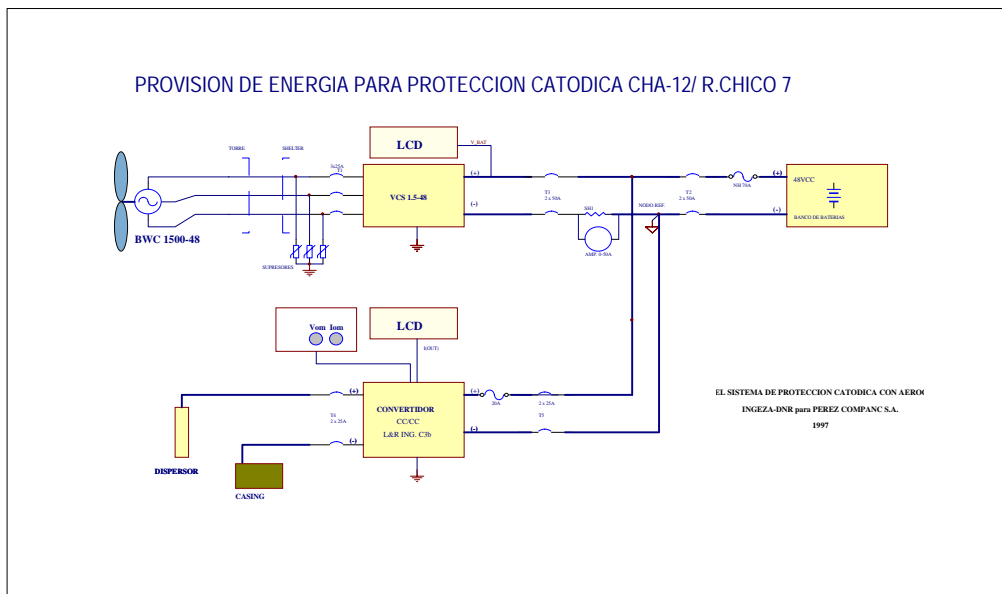 PROVISION DE ENERGIA PARA PROTECCION CATODICA CHA-12/ R.CHICO 7
TORRE
SHELTER
3x25A
T1
LCD
V_BAT
(+)
VCS 1.5-48
(-)
T3
2 x 50A
SH1
AMP. 0-50A
NODO REF.
T2
2 x 50A
NH 70A
(+)
48VCC
(-)
BANCO DE BATERIAS
BWC 1500-48
SUPRESORES
Vom Iom
LCD
I(OUT)
(+)
T4
2 x 25A
(-)
CONVERTIDOR
CC/CC
L&R ING. C3b
(+)
20A
2 x 25A
(-)
T5
DISPERSOR
CASING
EL SISTEMA DE PROTECCION CATODICA CON AERO
INGEZA-DNR para PEREZ COMPANC S.A.
1997